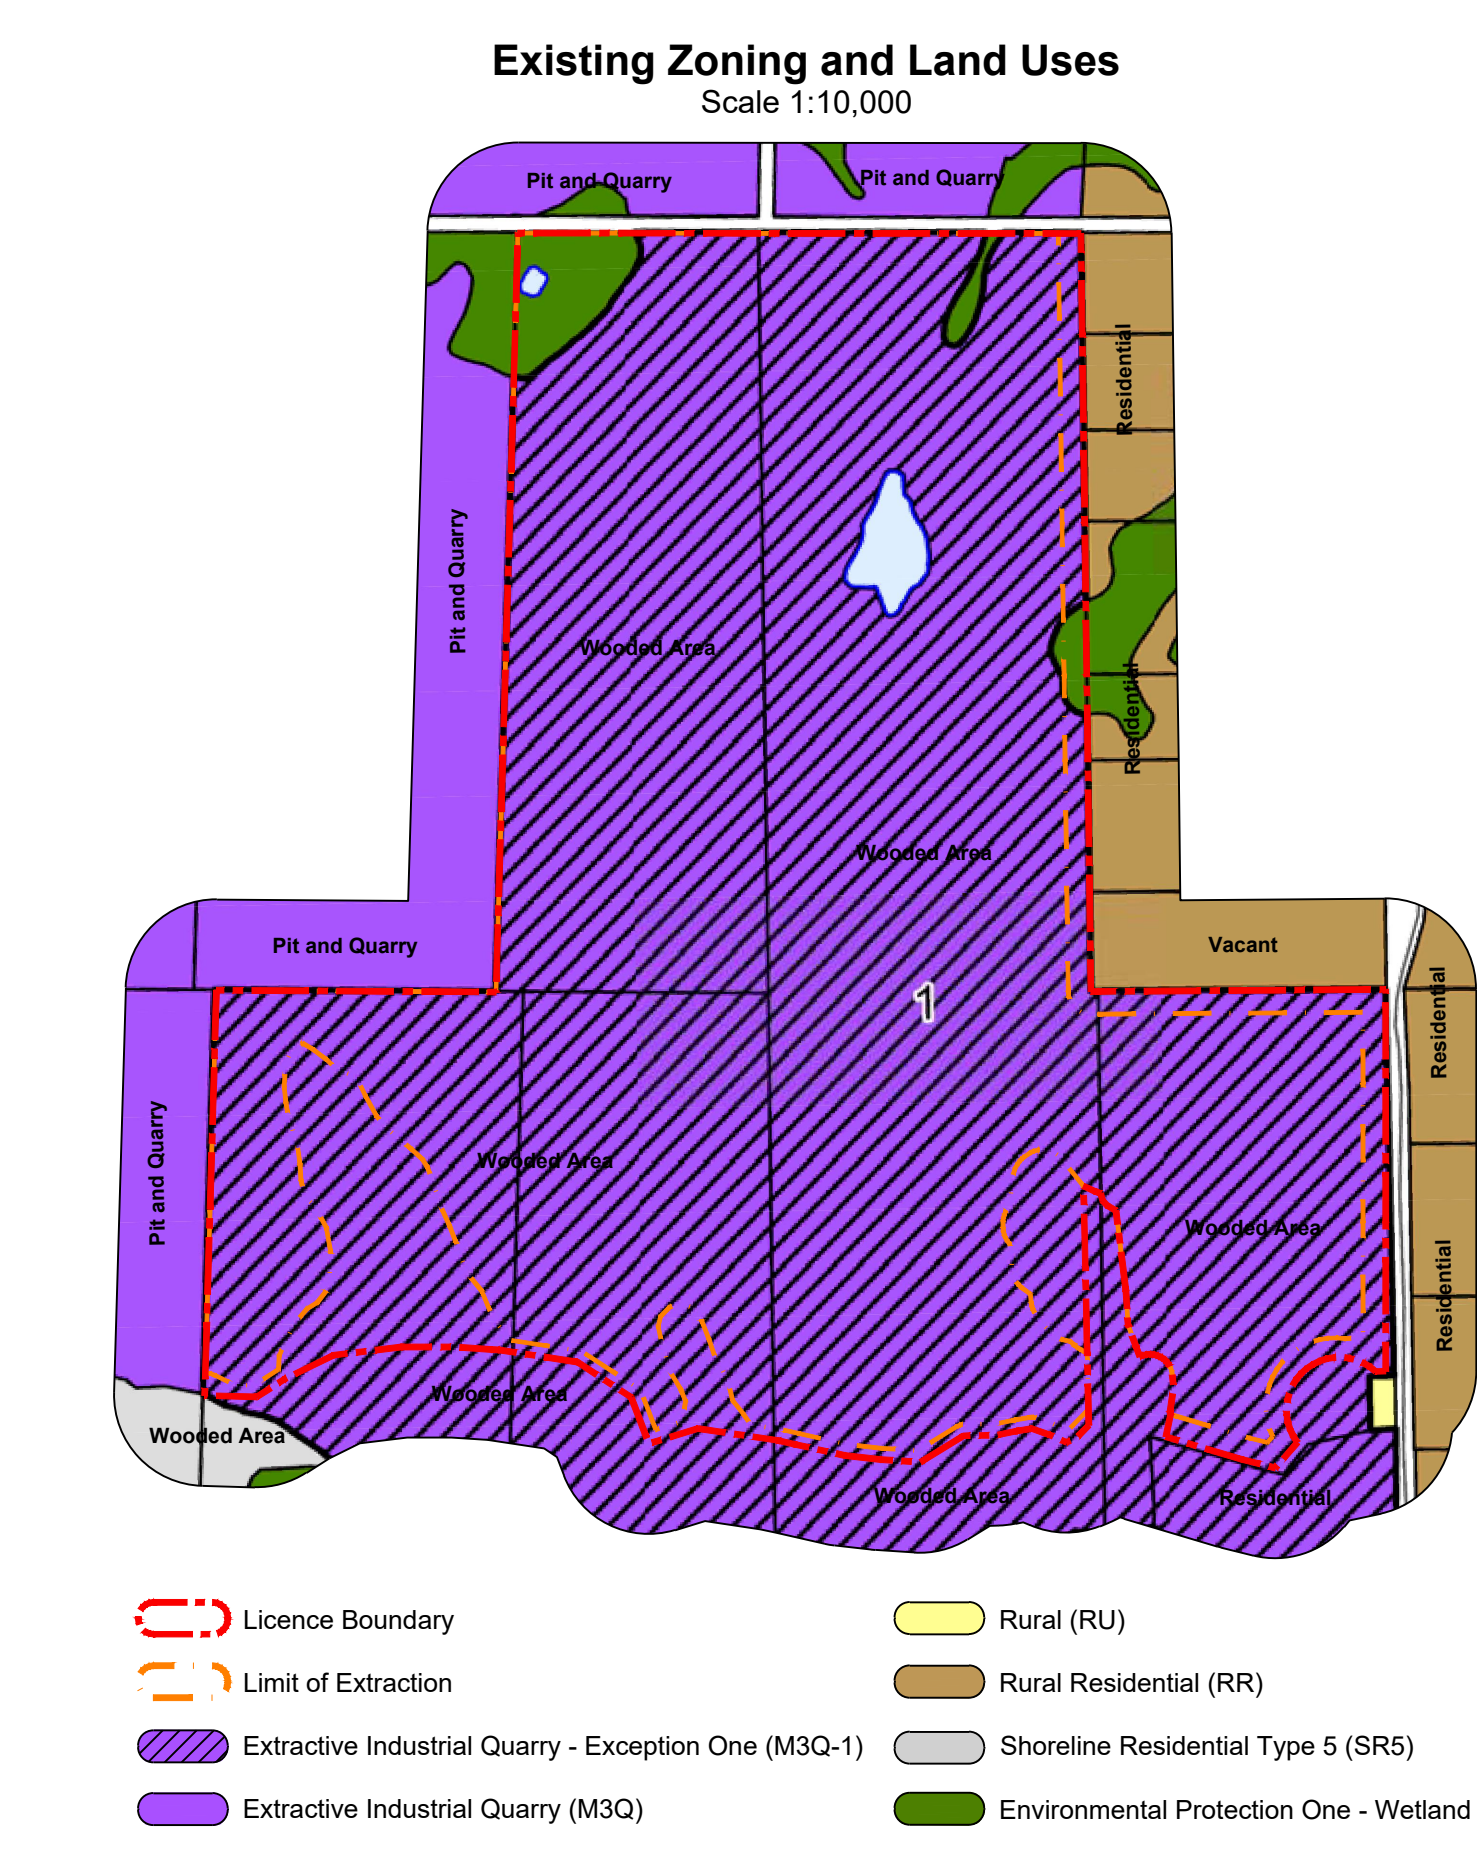 Existing Zoning and Land Uses
Scale 1:10,000
Pit and Quarry
Pit and Quarry
Residential
Pit and Quarry
Wooded Area
Residential
Wooded Area
Pit and Quarry
Vacant
1
Residential
Pit and Quarry
Wooded Area
Wooded Area
Residential
Wooded Area
Wooded Area
Wooded Area
Residential
Licence Boundary
Limit of Extraction
Extractive Industrial Quarry - Exception One (M3Q-1)
Extractive Industrial Quarry (M3Q)
Rural (RU)
Rural Residential (RR)
Shoreline Residential Type 5 (SR5)
Environmental Protection One - Wetland